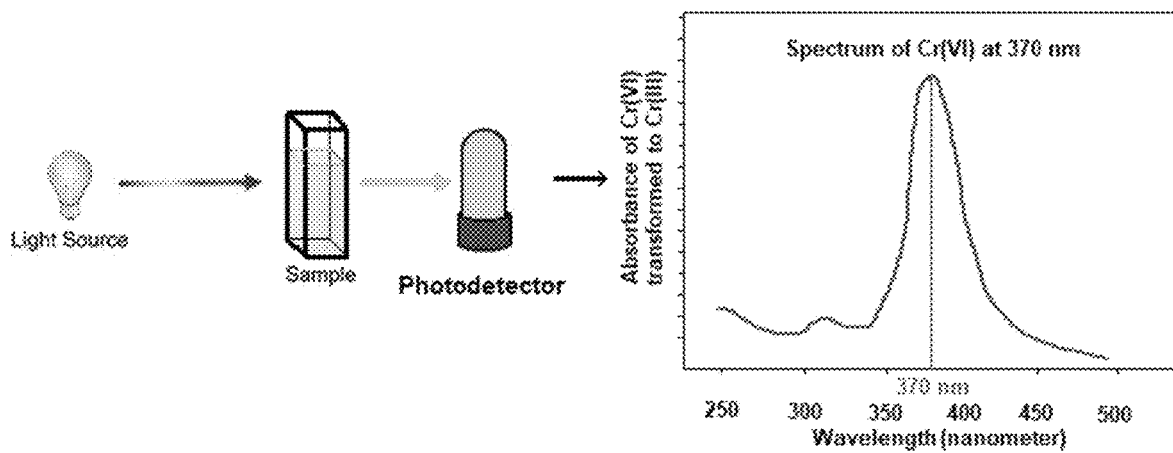 Light Source
Sample
Photodetector
Absorbance of Cr(VI)
transformed to Cr(III)
Spectrum of Cr(VI) at 370 nm
370 nm
250 300 350 400 450 500
Wavelength (nanometer)